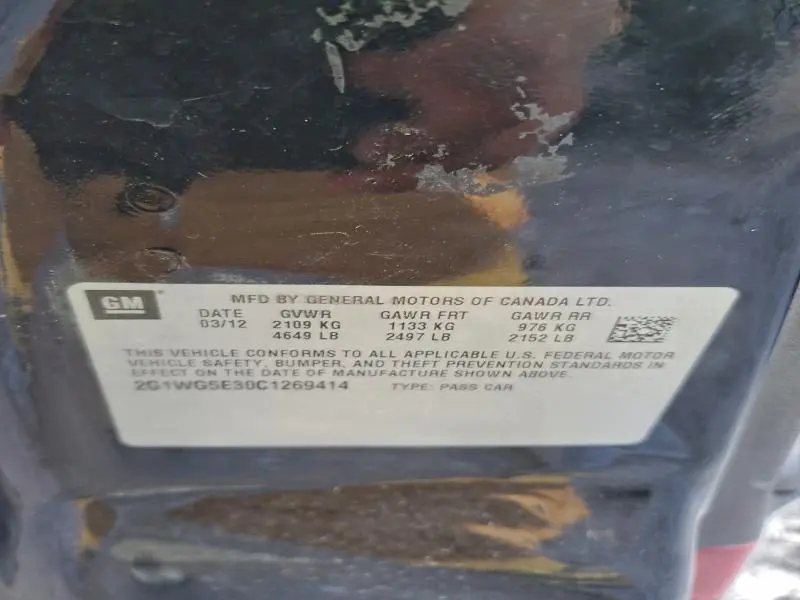 GM MFD BY GENERAL MOTORS OF CANADA LTD.
DATE GVWR GAWR FRT GAWR RR
03/12 2109 KG 1133 KG 976 KG
4649 LB 2497 LB 2152 LB
THIS VEHICLE CONFORMS TO ALL APPLICABLE U.S. FEDERAL MOTOR
VEHICLE SAFETY, BUMPER, AND THEFT PREVENTION STANDARDS IN
EFFECT ON THE DATE OF MANUFACTURE SHOWN ABOVE.
2G1WG5E30C1269414 TYPE: PASS CAR